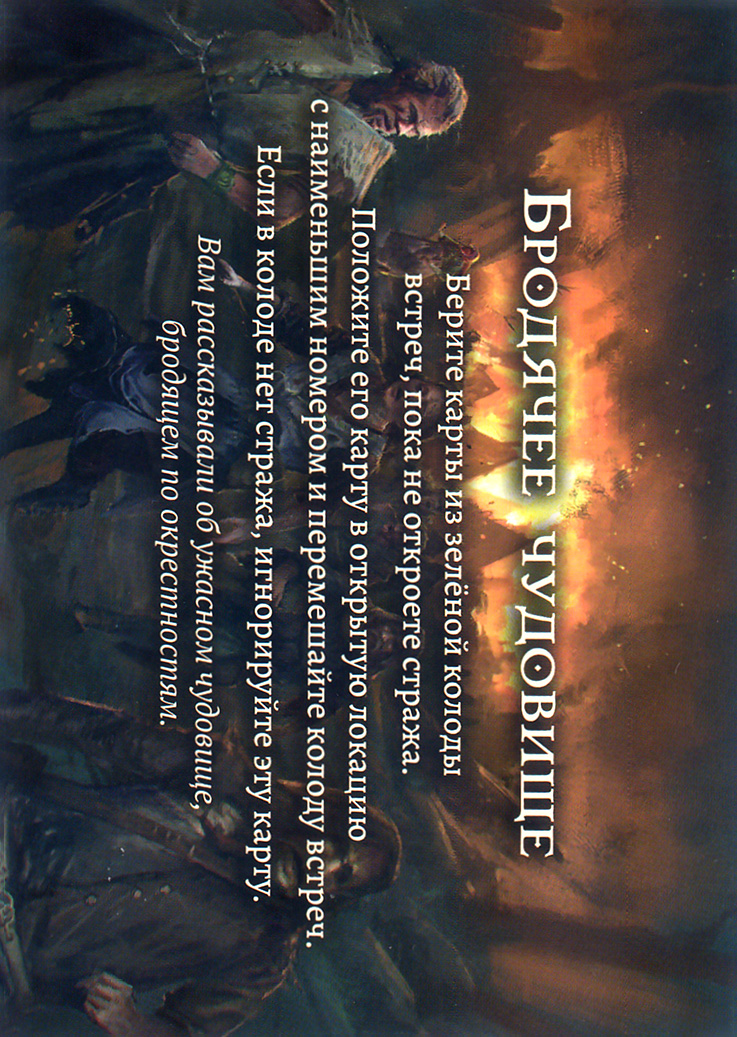 Бродячее чудовище
Берите карты из зелёной колоды
встреч, пока не откроете стража.
Положите его карту в открытую локацию
с наименьшим номером и перемешайте колоду встреч.
Если в колоде нет стража, игнорируйте эту карту.
Вам рассказывали об ужасном чудовище,
бродящем по окрестностям.